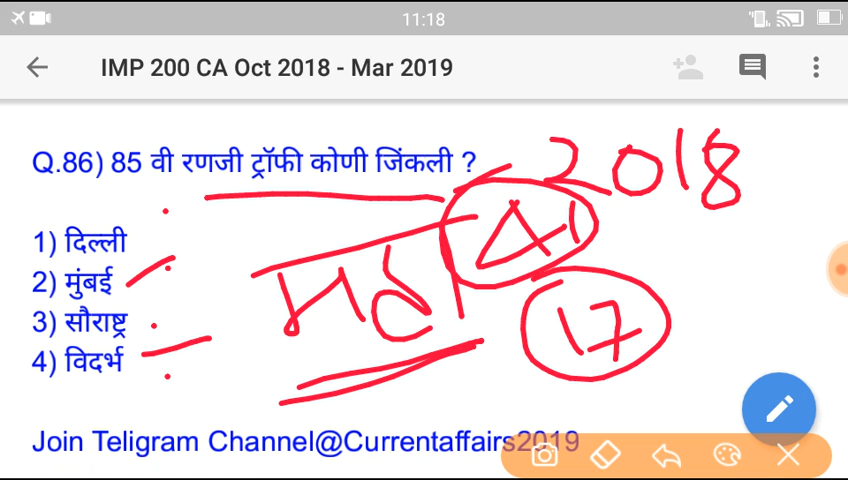 11:18
IMP 200 CA Oct 2018 - Mar 2019
Q.86) 85 वी रणजी ट्रॉफी कोणी जिंकली ?
2018
1) दिल्ली
41
2) मुंबई
महा
3) सौराष्ट्र
17
4) विदर्भ
Join Teligram Channel@Currentaffairs2019